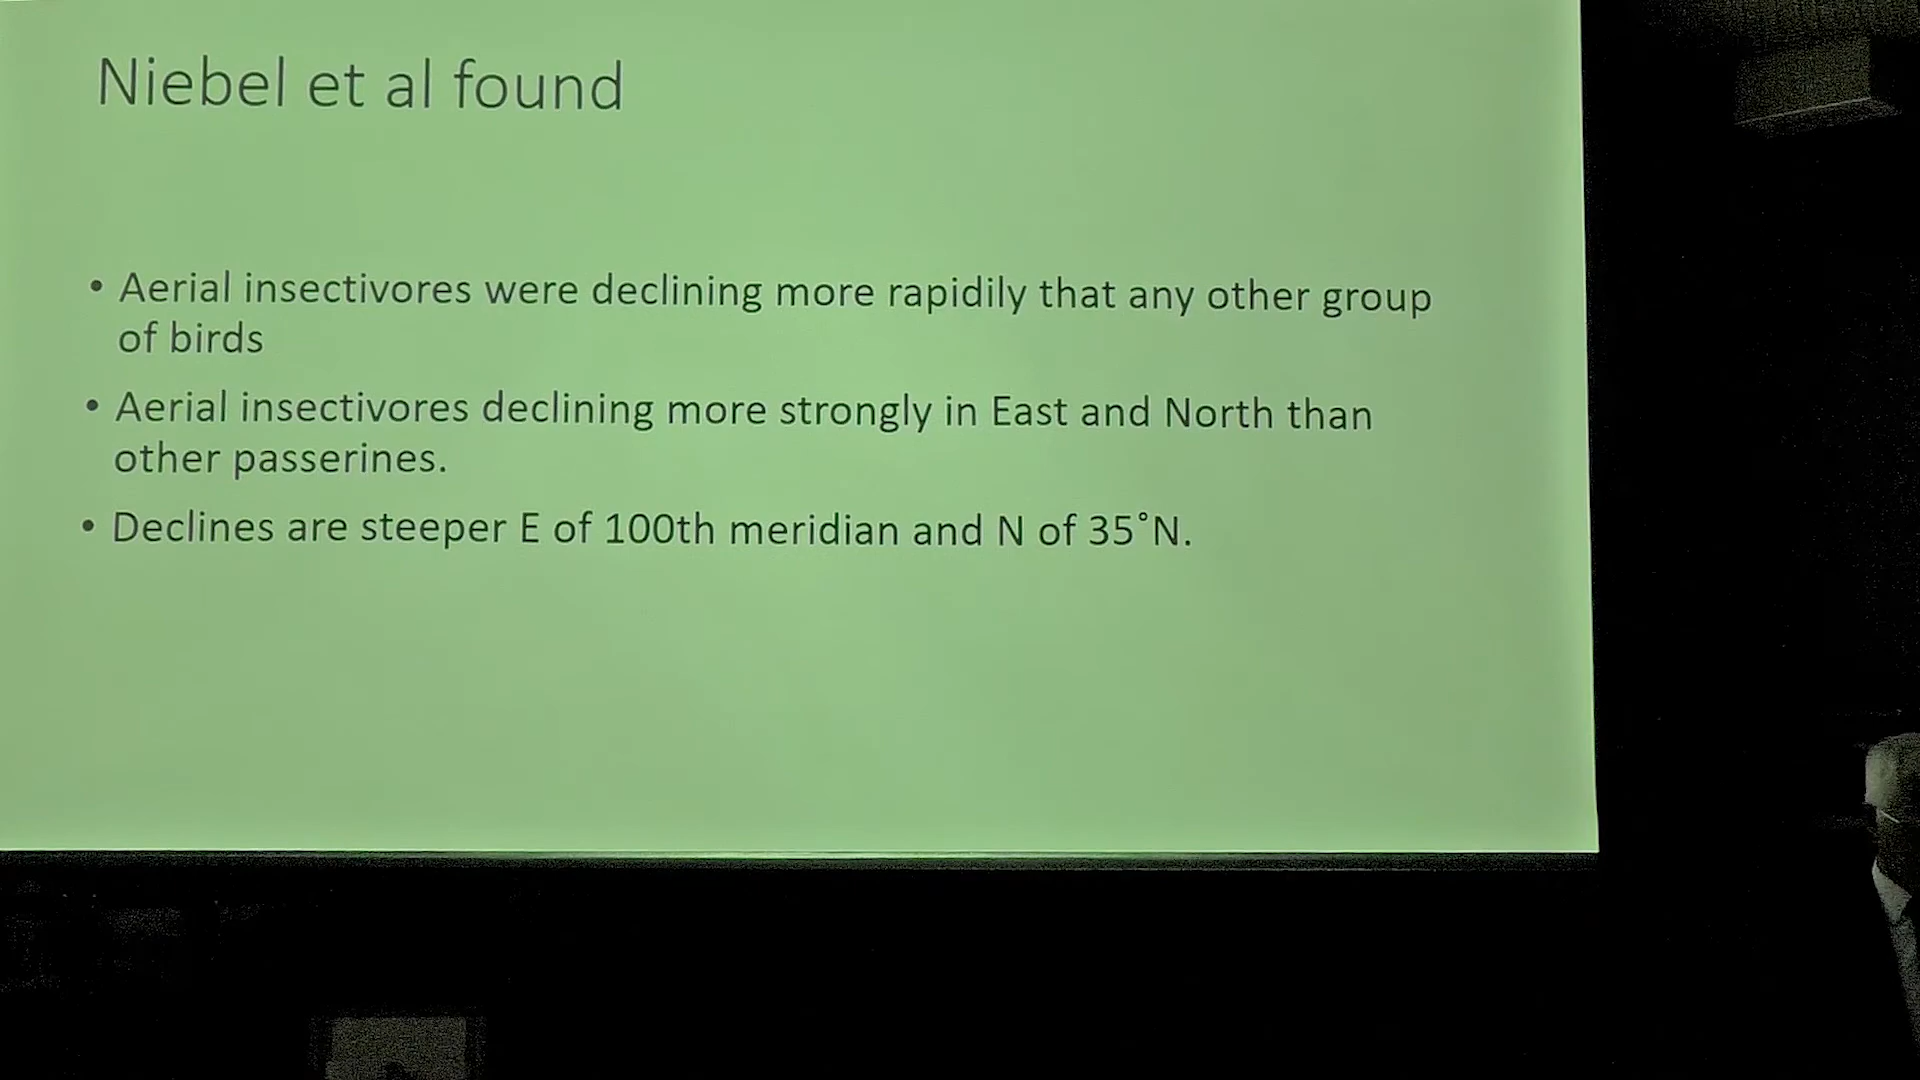 Niebel et al found
• Aerial insectivores were declining more rapidily that any other group
of birds
• Aerial insectivores declining more strongly in East and North than
other passerines.
• Declines are steeper E of 100th meridian and N of 35°N.